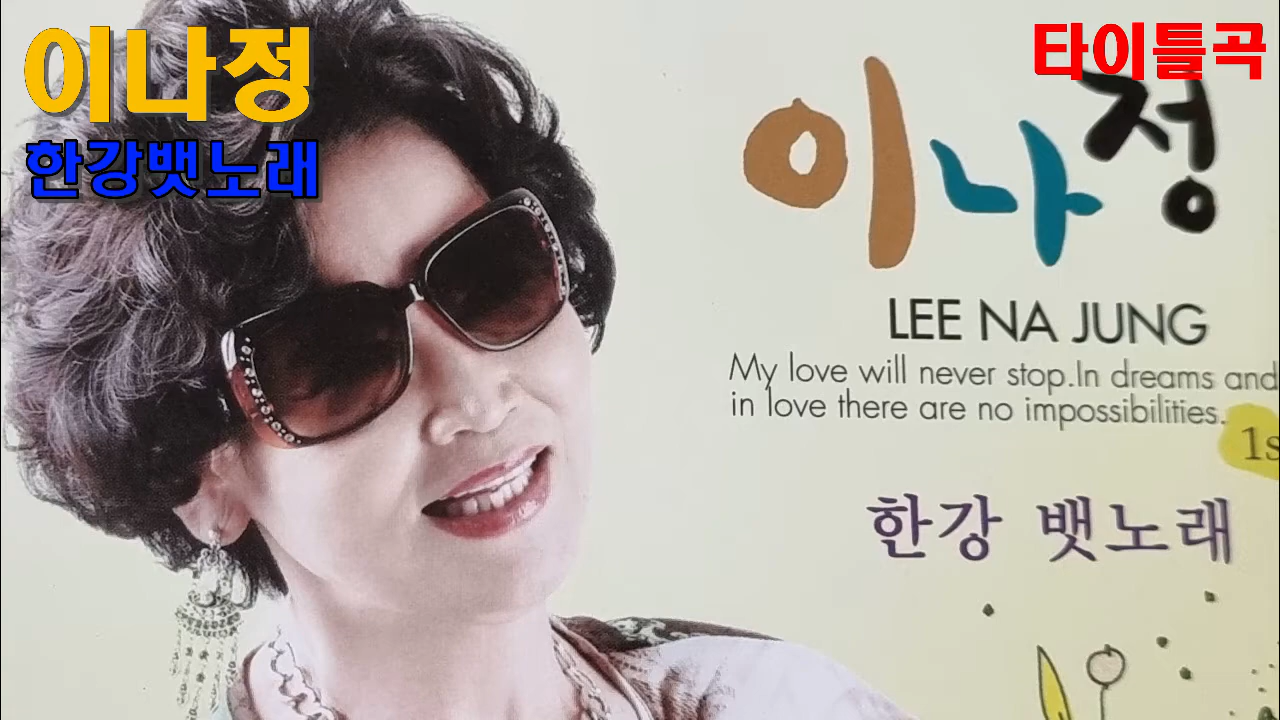 이나정
한강뱃노래
타이틀곡
이나정
LEE NA JUNG
My love will never stop.In dreams and
in love there are no impossibilities.
1s
한강 뱃노래